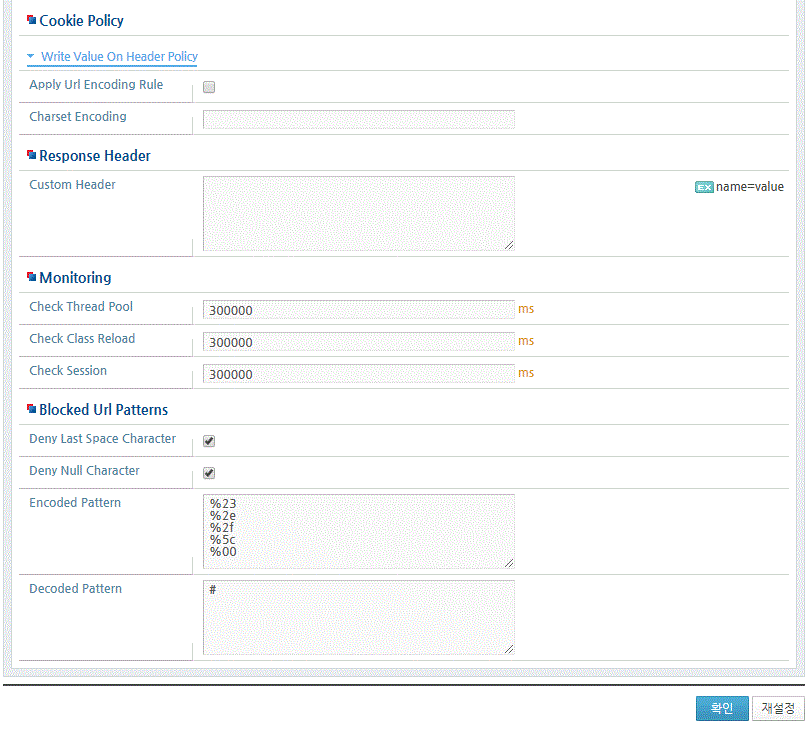 Cookie Policy
Write Value On Header Policy
Apply Url Encoding Rule
Charset Encoding
Response Header
Custom Header
EX name=value
Monitoring
Check Thread Pool 300000 ms
Check Class Reload 300000 ms
Check Session 300000 ms
Blocked Url Patterns
Deny Last Space Character
Deny Null Character
Encoded Pattern
%23
%2e
%2f
%5c
%00
Decoded Pattern
#
확인 재설정